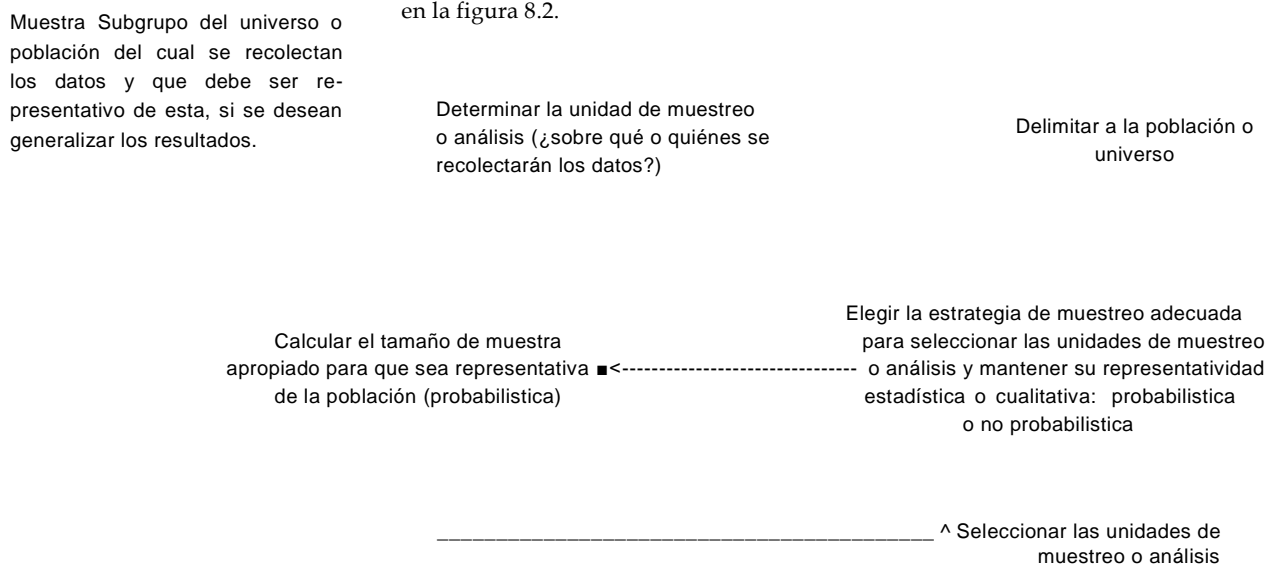 Muestra Subgrupo del universo o
población del cual se recolectan
los datos y que debe ser re-
presentativo de esta, si se desean
generalizar los resultados.
en la figura 8.2.
Determinar la unidad de muestreo
o análisis (¿sobre qué o quiénes se
recolectarán los datos?)
Delimitar a la población o
universo
Elegir la estrategia de muestreo adecuada
para seleccionar las unidades de muestreo
o análisis y mantener su representatividad
estadística o cualitativa: probabilistica
o no probabilistica
Calcular el tamaño de muestra
apropiado para que sea representativa ■<--------------------------------
de la población (probabilistica)
__________________________________________ ^ Seleccionar las unidades de
muestreo o análisis